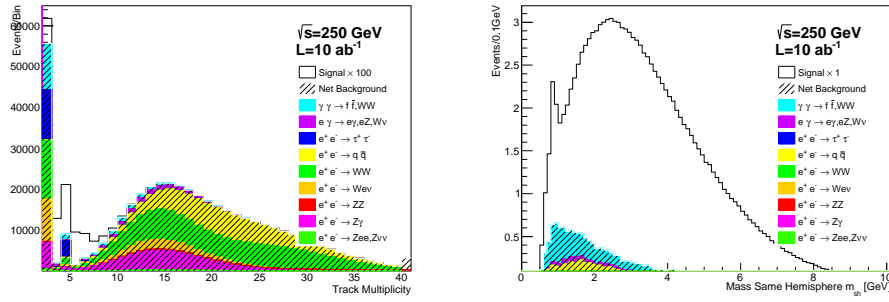 Events/Bin
60000
50000
40000
30000
20000
10000
5 10 15 20 25 30 35 40
Track Multiplicity
√s=250 GeV
L=10 ab⁻¹
Signal × 100
Net Background
γ γ → f f̅,WW
e γ → eγ,eZ,Wν
e⁺ e⁻ → τ⁺ τ⁻
e⁺ e⁻ → q q̅
e⁺ e⁻ → WW
e⁺ e⁻ → Weν
e⁺ e⁻ → ZZ
e⁺ e⁻ → Zγ
e⁺ e⁻ → Zee,Zνν
Events/0.1GeV
3
2.5
2
1.5
1
0.5
0 2 4 6 8 10
Mass Same Hemisphere m_sh [GeV]
√s=250 GeV
L=10 ab⁻¹
Signal × 1
Net Background
γ γ → f f̅,WW
e γ → eγ,eZ,Wν
e⁺ e⁻ → τ⁺ τ⁻
e⁺ e⁻ → q q̅
e⁺ e⁻ → WW
e⁺ e⁻ → Weν
e⁺ e⁻ → ZZ
e⁺ e⁻ → Zγ
e⁺ e⁻ → Zee,Zνν